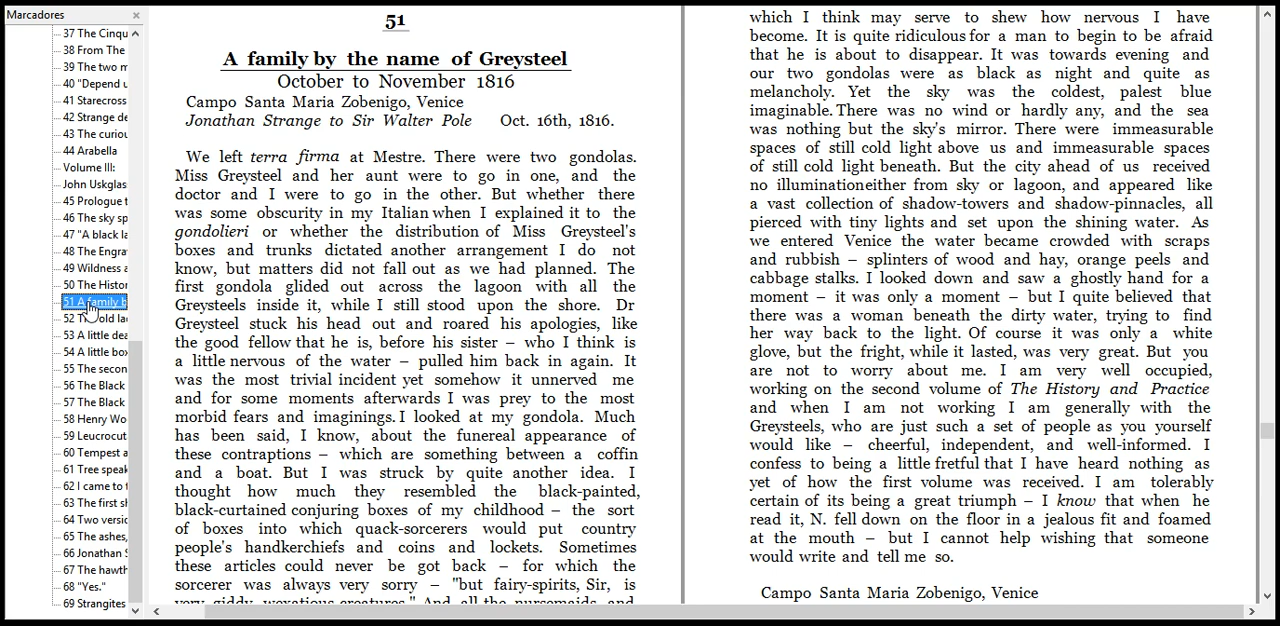 Marcadores
37 The Cinqu
38 From The
39 The two m
40 "Depend u
41 Starecross
42 Strange de
43 The curiou
44 Arabella
Volume III:
John Uskglas
45 Prologue t
46 The sky sp
47 "A black la
48 The Engra
49 Wildness a
50 The Histor
51 A family b
52 old la
53 A little dea
54 A little box
55 The secon
56 The Black
57 The Black
58 Henry Wo
59 Leucrocut
60 Tempest a
61 Tree speak
62 I came to t
63 The first sh
64 Two versic
65 The ashes,
66 Jonathan S
67 The hawth
68 "Yes."
69 Strangites
51
A family by the name of Greysteel
October to November 1816
Campo Santa Maria Zobenigo, Venice
Jonathan Strange to Sir Walter Pole Oct. 16th, 1816.
We left terra firma at Mestre. There were two gondolas.
Miss Greysteel and her aunt were to go in one, and the
doctor and I were to go in the other. But whether there
was some obscurity in my Italian when I explained it to the
gondolieri or whether the distribution of Miss Greysteel's
boxes and trunks dictated another arrangement I do not
know, but matters did not fall out as we had planned. The
first gondola glided out across the lagoon with all the
Greysteels inside it, while I still stood upon the shore. Dr
Greysteel stuck his head out and roared his apologies, like
the good fellow that he is, before his sister – who I think is
a little nervous of the water – pulled him back in again. It
was the most trivial incident yet somehow it unnerved me
and for some moments afterwards I was prey to the most
morbid fears and imaginings. I looked at my gondola. Much
has been said, I know, about the funereal appearance of
these contraptions – which are something between a coffin
and a boat. But I was struck by quite another idea. I
thought how much they resembled the black-painted,
black-curtained conjuring boxes of my childhood – the sort
of boxes into which quack-sorcerers would put country
people's handkerchiefs and coins and lockets. Sometimes
these articles could never be got back – for which the
sorcerer was always very sorry – "but fairy-spirits, Sir, is
very giddy, wexatious creatures." And all the nursemaids and
which I think may serve to shew how nervous I have
become. It is quite ridiculous for a man to begin to be afraid
that he is about to disappear. It was towards evening and
our two gondolas were as black as night and quite as
melancholy. Yet the sky was the coldest, palest blue
imaginable. There was no wind or hardly any, and the sea
was nothing but the sky's mirror. There were immeasurable
spaces of still cold light above us and immeasurable spaces
of still cold light beneath. But the city ahead of us received
no illumination either from sky or lagoon, and appeared like
a vast collection of shadow-towers and shadow-pinnacles, all
pierced with tiny lights and set upon the shining water. As
we entered Venice the water became crowded with scraps
and rubbish – splinters of wood and hay, orange peels and
cabbage stalks. I looked down and saw a ghostly hand for a
moment – it was only a moment – but I quite believed that
there was a woman beneath the dirty water, trying to find
her way back to the light. Of course it was only a white
glove, but the fright, while it lasted, was very great. But you
are not to worry about me. I am very well occupied,
working on the second volume of The History and Practice
and when I am not working I am generally with the
Greysteels, who are just such a set of people as you yourself
would like – cheerful, independent, and well-informed. I
confess to being a little fretful that I have heard nothing as
yet of how the first volume was received. I am tolerably
certain of its being a great triumph – I know that when he
read it, N. fell down on the floor in a jealous fit and foamed
at the mouth – but I cannot help wishing that someone
would write and tell me so.
Campo Santa Maria Zobenigo, Venice